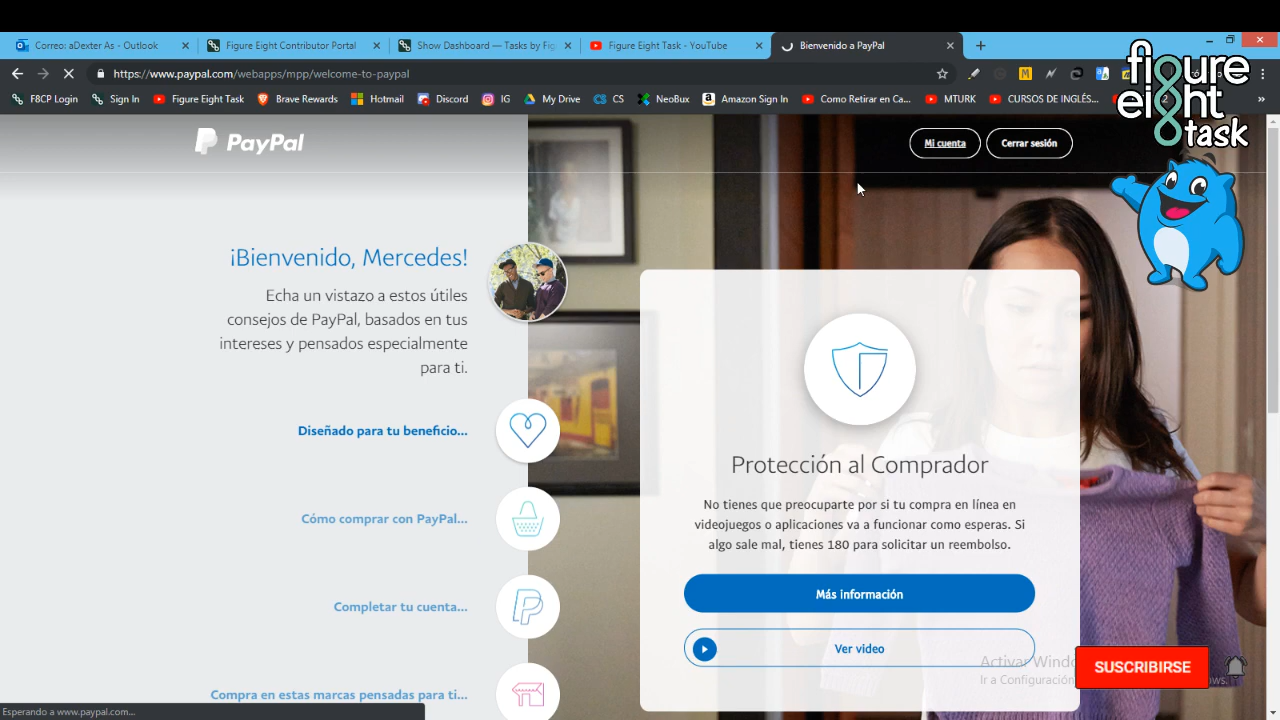 Correo: aDexter As - Outlook
Figure Eight Contributor Portal
Show Dashboard — Tasks by Fig
Figure Eight Task - YouTube
Bienvenido a PayPal
https://www.paypal.com/webapps/mpp/welcome-to-paypal
F8CP Login
Sign In
Figure Eight Task
Brave Rewards
Hotmail
Discord
IG
My Drive
CS
NeoBux
Amazon Sign In
Como Retirar en Ca...
MTURK
CURSOS DE INGLÉS...
2
figure
eight
task
PayPal
Mi cuenta
Cerrar sesión
¡Bienvenido, Mercedes!
Echa un vistazo a estos útiles
consejos de PayPal, basados en tus
intereses y pensados especialmente
para ti.
Diseñado para tu beneficio...
Cómo comprar con PayPal...
Completar tu cuenta...
Compra en estas marcas pensadas para ti...
Protección al Comprador
No tienes que preocuparte por si tu compra en línea en
videojuegos o aplicaciones va a funcionar como esperas. Si
algo sale mal, tienes 180 para solicitar un reembolso.
Más información
Ver video
Activar
Ir a Configuración
SUSCRIBIRSE
Esperando a www.paypal.com...